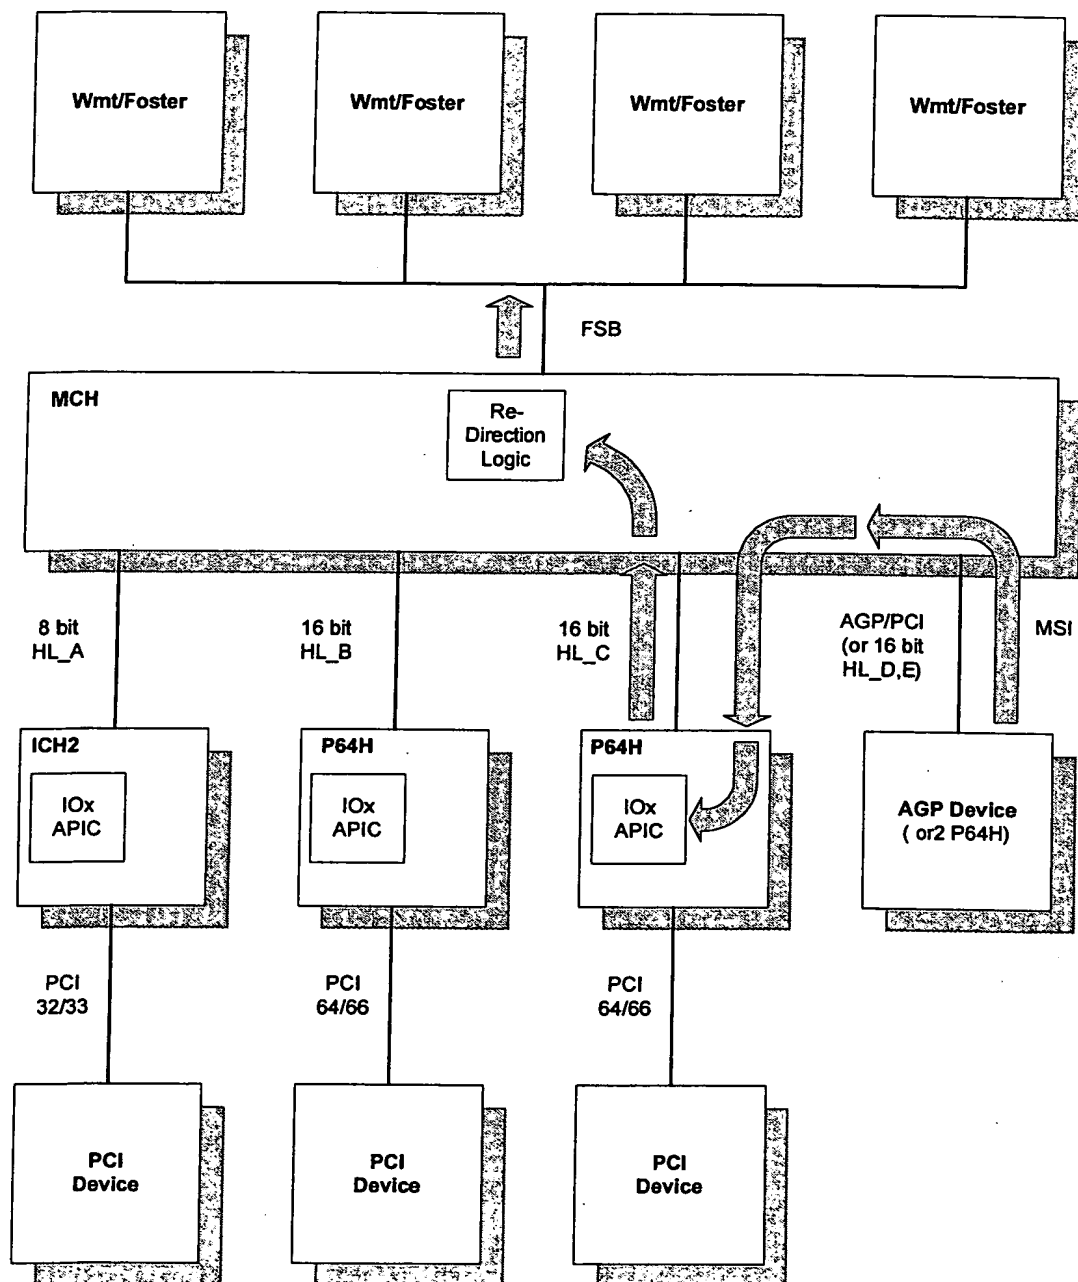 Wmt/Foster
Wmt/Foster
Wmt/Foster
Wmt/Foster
FSB
MCH
Re-
Direction
Logic
8 bit
HL_A
16 bit
HL_B
16 bit
HL_C
AGP/PCI
(or 16 bit
HL_D,E)
MSI
ICH2
IOx
APIC
P64H
IOx
APIC
P64H
IOx
APIC
AGP Device
( or2 P64H)
PCI
32/33
PCI
64/66
PCI
64/66
PCI
Device
PCI
Device
PCI
Device